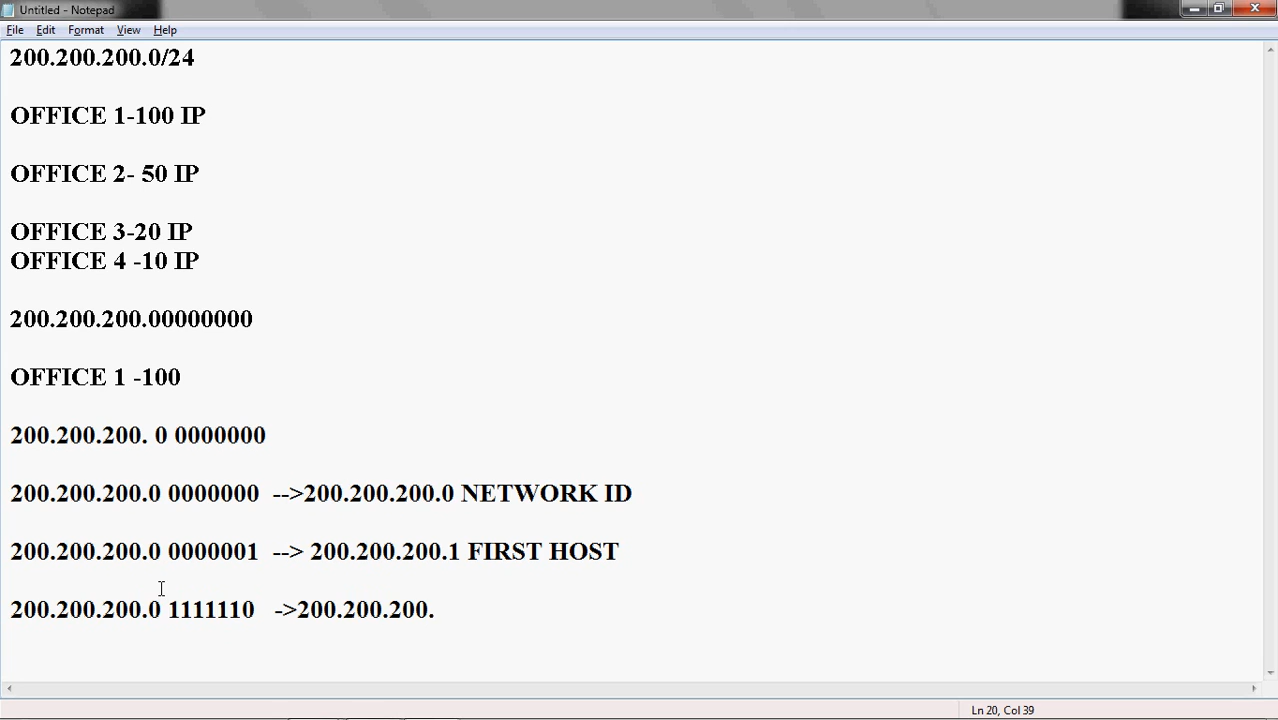 Untitled - Notepad
File Edit Format View Help
200.200.200.0/24
OFFICE 1-100 IP
OFFICE 2- 50 IP
OFFICE 3-20 IP
OFFICE 4 -10 IP
200.200.200.00000000
OFFICE 1 -100
200.200.200. 0 0000000
200.200.200.0 0000000 -->200.200.200.0 NETWORK ID
200.200.200.0 0000001 --> 200.200.200.1 FIRST HOST
200.200.200.0 1111110 ->200.200.200.
Ln 20, Col 39